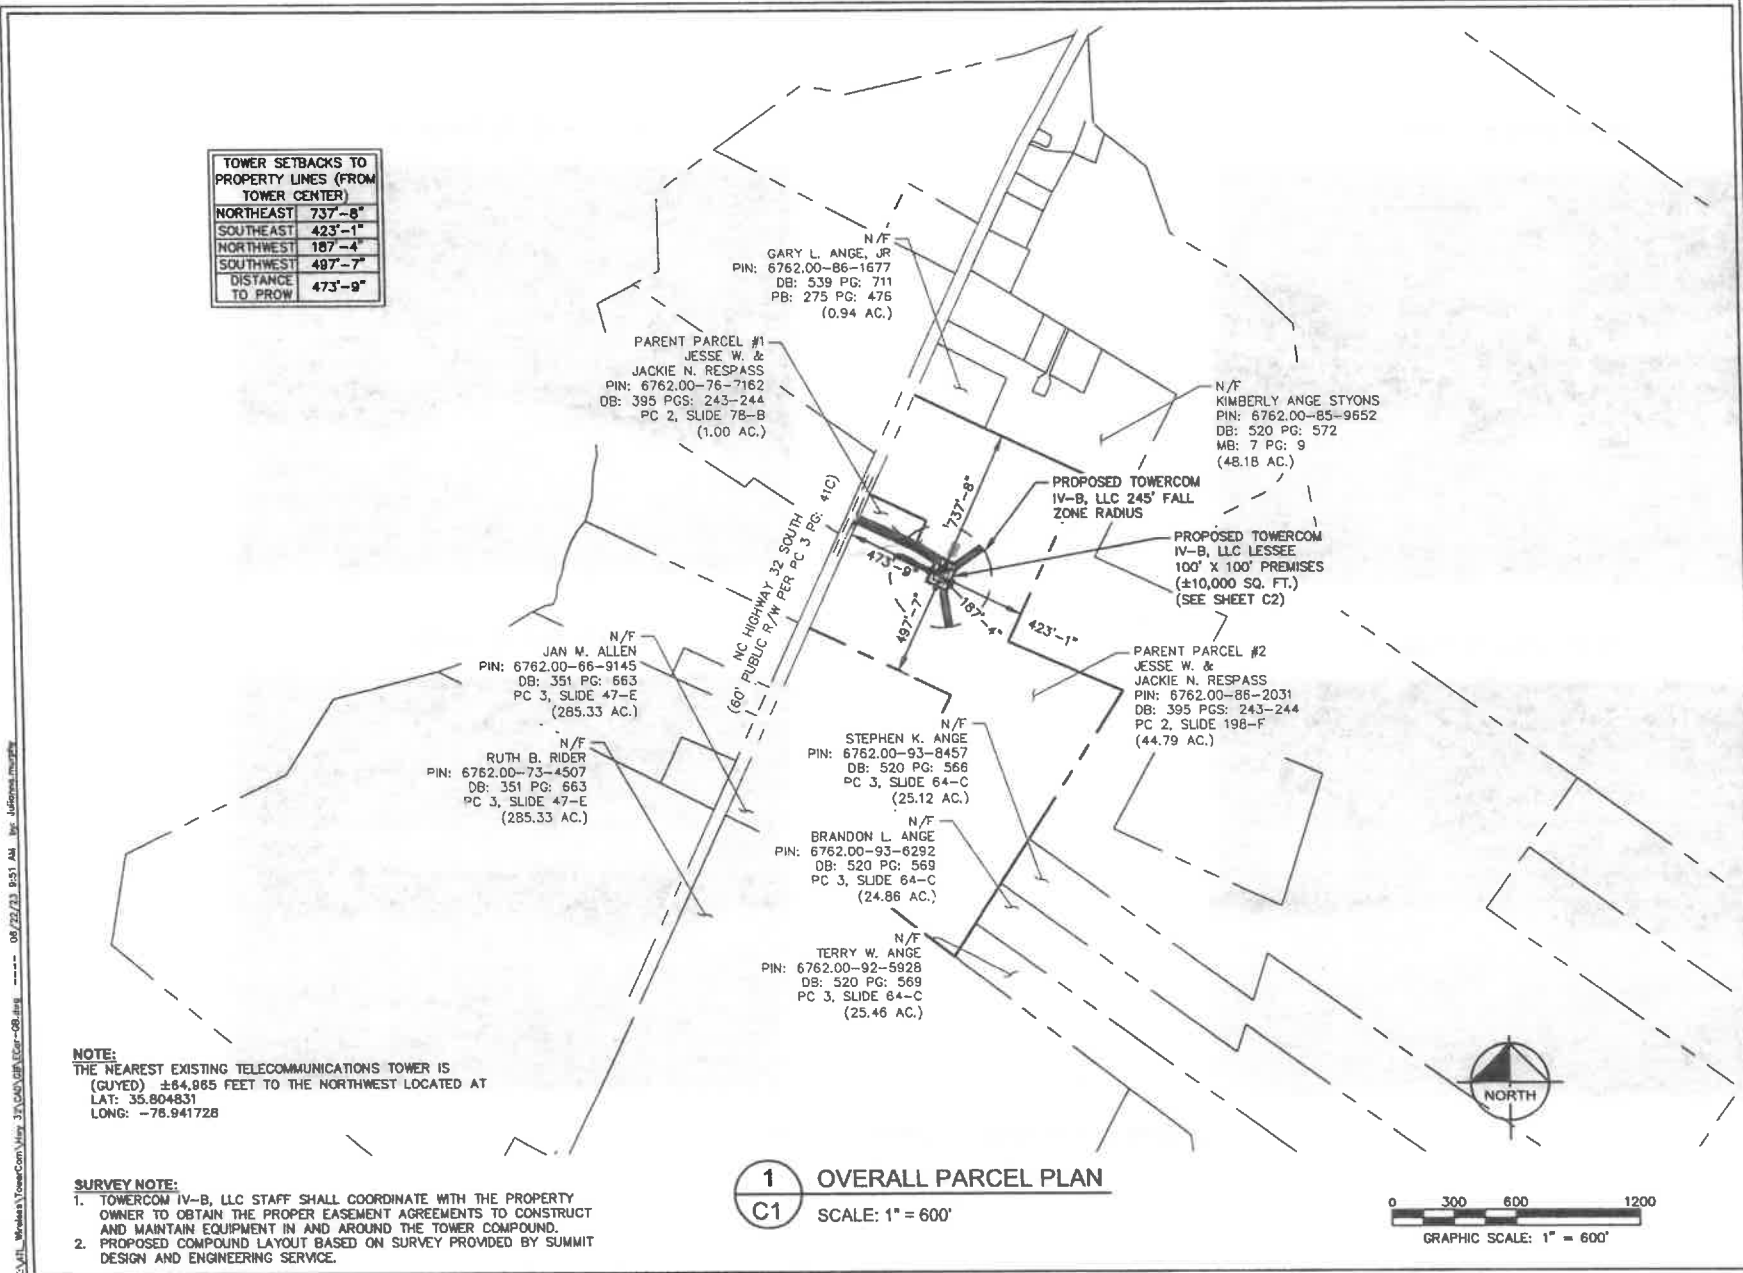 TOWER SETBACKS TO
PROPERTY LINES (FROM
TOWER CENTER)
NORTHEAST 737'-8"
SOUTHEAST 423'-1"
NORTHWEST 187'-4"
SOUTHWEST 497'-7"
DISTANCE
TO PROW 473'-9"
N/F
GARY L. ANGE, JR
PIN: 6762.00-86-1677
DB: 539 PG: 711
PB: 275 PG: 476
(0.94 AC.)
PARENT PARCEL #1
JESSE W. &
JACKIE N. RESPASS
PIN: 6762.00-76-7162
DB: 395 PGS: 243-244
PC 2, SLIDE 78-B
(1.00 AC.)
N/F
KIMBERLY ANGE STYONS
PIN: 6762.00-85-9652
DB: 520 PG: 572
MB: 7 PG: 9
(48.18 AC.)
PROPOSED TOWERCOM
IV-B, LLC 245' FALL
ZONE RADIUS
PROPOSED TOWERCOM
IV-B, LLC LESSEE
100' X 100' PREMISES
(±10,000 SQ. FT.)
(SEE SHEET C2)
737'-8"
473'-9"
497'-7"
187'-4"
423'-1"
NC HIGHWAY 32 SOUTH
(60' PUBLIC R/W PER PC 3 PG: 41C)
N/F
JAN M. ALLEN
PIN: 6762.00-66-9145
DB: 351 PG: 663
PC 3, SLIDE 47-E
(285.33 AC.)
N/F
RUTH B. RIDER
PIN: 6762.00-73-4507
DB: 351 PG: 663
PC 3, SLIDE 47-E
(285.33 AC.)
PARENT PARCEL #2
JESSE W. &
JACKIE N. RESPASS
PIN: 6762.00-86-2031
DB: 395 PGS: 243-244
PC 2, SLIDE 198-F
(44.79 AC.)
N/F
STEPHEN K. ANGE
PIN: 6762.00-93-8457
DB: 520 PG: 566
PC 3, SLIDE 64-C
(25.12 AC.)
N/F
BRANDON L. ANGE
PIN: 6762.00-93-6292
DB: 520 PG: 569
PC 3, SLIDE 64-C
(24.86 AC.)
N/F
TERRY W. ANGE
PIN: 6762.00-92-5928
DB: 520 PG: 569
PC 3, SLIDE 64-C
(25.46 AC.)
NOTE:
THE NEAREST EXISTING TELECOMMUNICATIONS TOWER IS
(GUYED) ±64,965 FEET TO THE NORTHWEST LOCATED AT
LAT: 35.804831
LONG: -76.941728
SURVEY NOTE:
1. TOWERCOM IV-B, LLC STAFF SHALL COORDINATE WITH THE PROPERTY
OWNER TO OBTAIN THE PROPER EASEMENT AGREEMENTS TO CONSTRUCT
AND MAINTAIN EQUIPMENT IN AND AROUND THE TOWER COMPOUND.
2. PROPOSED COMPOUND LAYOUT BASED ON SURVEY PROVIDED BY SUMMIT
DESIGN AND ENGINEERING SERVICE.
1
C1
OVERALL PARCEL PLAN
SCALE: 1" = 600'
NORTH
0 300 600 1200
GRAPHIC SCALE: 1" = 600'
06/22/23 9:51 AM